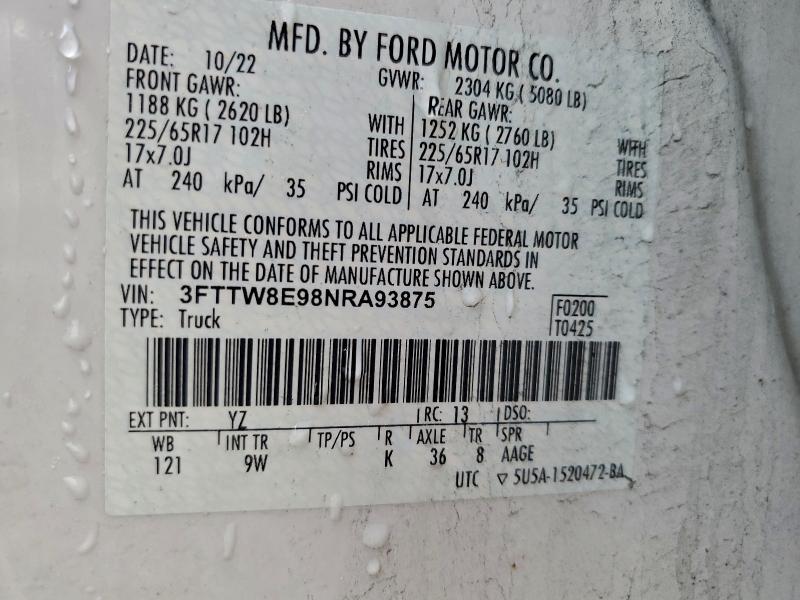 MFD. BY FORD MOTOR CO.
DATE: 10/22 GVWR: 2304 KG ( 5080 LB)
FRONT GAWR: REAR GAWR:
1188 KG ( 2620 LB) WITH 1252 KG ( 2760 LB) WITH
225/65R17 102H TIRES 225/65R17 102H TIRES
17x7.0J RIMS 17x7.0J RIMS
AT 240 kPa/ 35 PSI COLD AT 240 kPa/ 35 PSI COLD
THIS VEHICLE CONFORMS TO ALL APPLICABLE FEDERAL MOTOR
VEHICLE SAFETY AND THEFT PREVENTION STANDARDS IN
EFFECT ON THE DATE OF MANUFACTURE SHOWN ABOVE.
VIN: 3FTTW8E98NRA93875 F0200
TYPE: Truck T0425
EXT PNT: YZ RC: 13 DSO:
WB INT TR TP/PS R AXLE TR SPR
121 9W K 36 8 AAGE
UTC ▽ 5U5A-1520472-BA